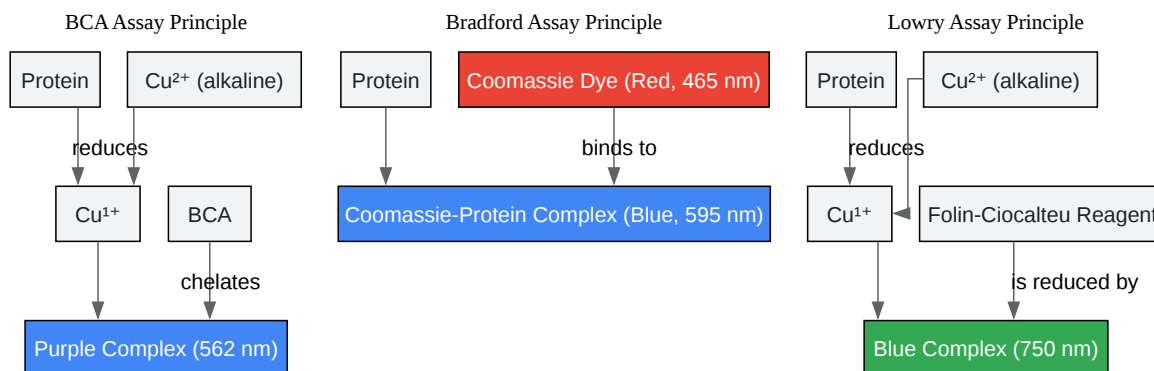 BCA Assay Principle
Protein
Cu²⁺ (alkaline)
reduces
Cu¹⁺
BCA
chelates
Purple Complex (562 nm)
Bradford Assay Principle
Protein
Coomassie Dye (Red, 465 nm)
binds to
Coomassie-Protein Complex (Blue, 595 nm)
Lowry Assay Principle
Protein
Cu²⁺ (alkaline)
reduces
Cu¹⁺
Folin-Ciocalteu Reagent
is reduced by
Blue Complex (750 nm)